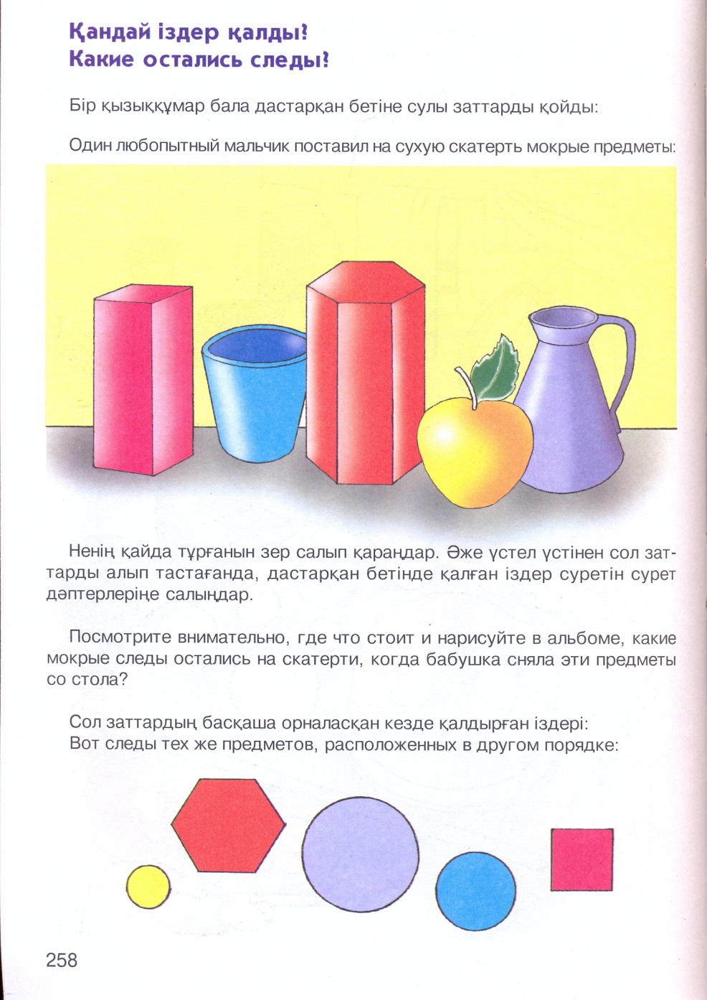 Қандай іздер қалды?
Какие остались следы?
Бір қызыққұмар бала дастарқан бетіне сулы заттарды қойды:
Один любопытный мальчик поставил на сухую скатерть мокрые предметы:
Ненің қайда тұрғанын зер салып қараңдар. Әже үстел үстінен сол зат-
тарды алып тастағанда, дастарқан бетінде қалған іздер суретін сурет
дәптерлеріңе салыңдар.
Посмотрите внимательно, где что стоит и нарисуйте в альбоме, какие
мокрые следы остались на скатерти, когда бабушка сняла эти предметы
со стола?
Сол заттардың басқаша орналасқан кезде қалдырған іздері:
Вот следы тех же предметов, расположенных в другом порядке:
258